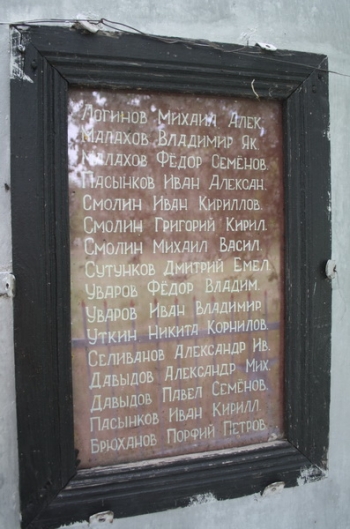 Логинов Михаил Алек.
Малахов Владимир Як.
Малахов Фёдор Семёнов.
Пасынков Иван Алексан.
Смолин Иван Кириллов.
Смолин Григорий Кирил.
Смолин Михаил Васил.
Сутунков Дмитрий Емел.
Уваров Фёдор Владим.
Уваров Иван Владимир.
Уткин Никита Корнилов.
Селиванов Александр Ив.
Давыдов Александр Мих.
Давыдов Павел Семёнов.
Пасынков Иван Кирилл.
Брюханов Порфий Петров.